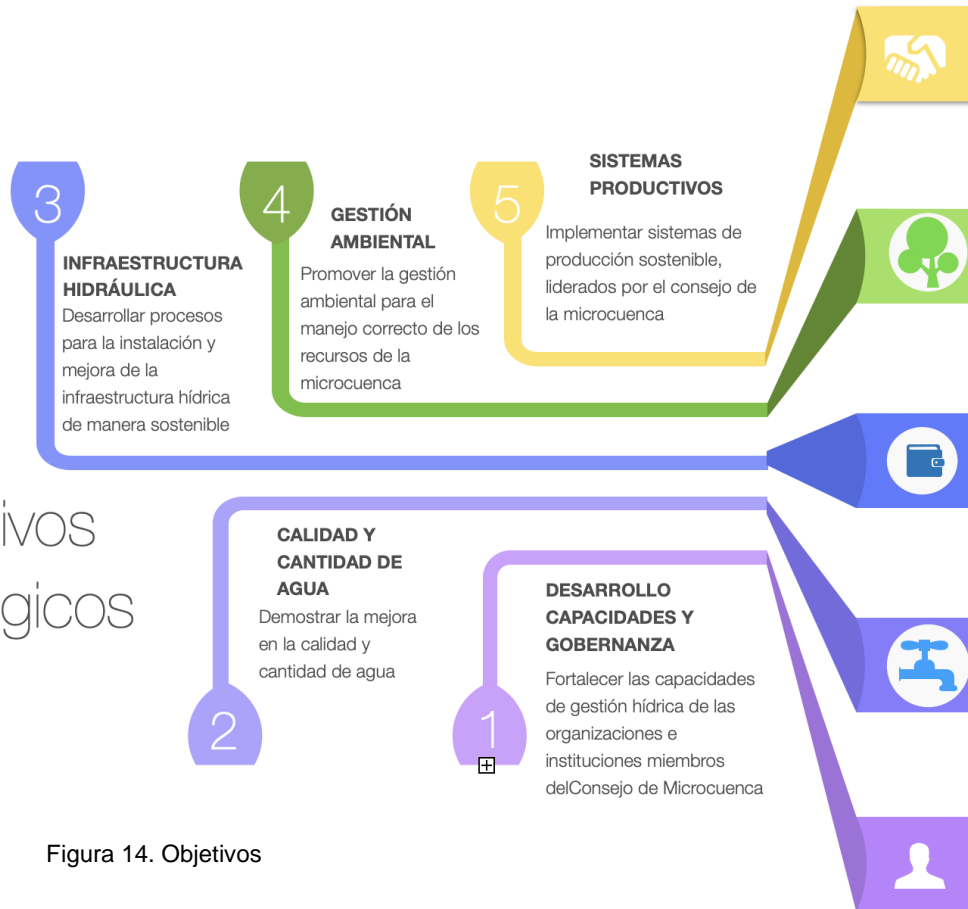 3
INFRAESTRUCTURA
HIDRÁULICA
Desarrollar procesos
para la instalación y
mejora de la
infraestructura hídrica
de manera sostenible
4
GESTIÓN
AMBIENTAL
Promover la gestión
ambiental para el
manejo correcto de los
recursos de la
microcuenca
5
SISTEMAS
PRODUCTIVOS
Implementar sistemas de
producción sostenible,
liderados por el consejo de
la microcuenca
ivos
gicos
2
CALIDAD Y
CANTIDAD DE
AGUA
Demostrar la mejora
en la calidad y
cantidad de agua
1
DESARROLLO
CAPACIDADES Y
GOBERNANZA
Fortalecer las capacidades
de gestión hídrica de las
organizaciones e
instituciones miembros
delConsejo de Microcuenca
Figura 14. Objetivos